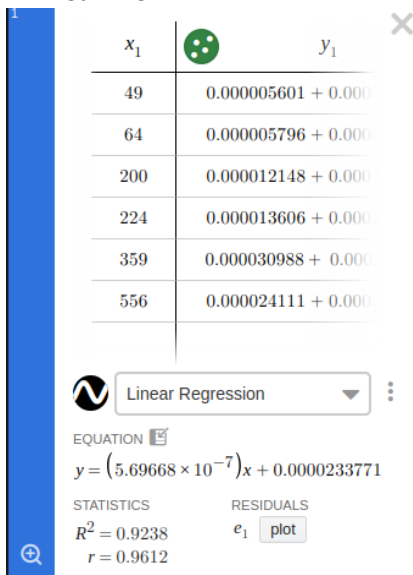 1
x₁ y₁
49 0.000005601 + 0.000
64 0.000005796 + 0.000
200 0.000012148 + 0.000
224 0.000013606 + 0.000
359 0.000030988 + 0.000
556 0.000024111 + 0.000
Linear Regression
EQUATION
y = (5.69668 × 10⁻⁷)x + 0.0000233771
STATISTICS RESIDUALS
R² = 0.9238 e₁ plot
r = 0.9612